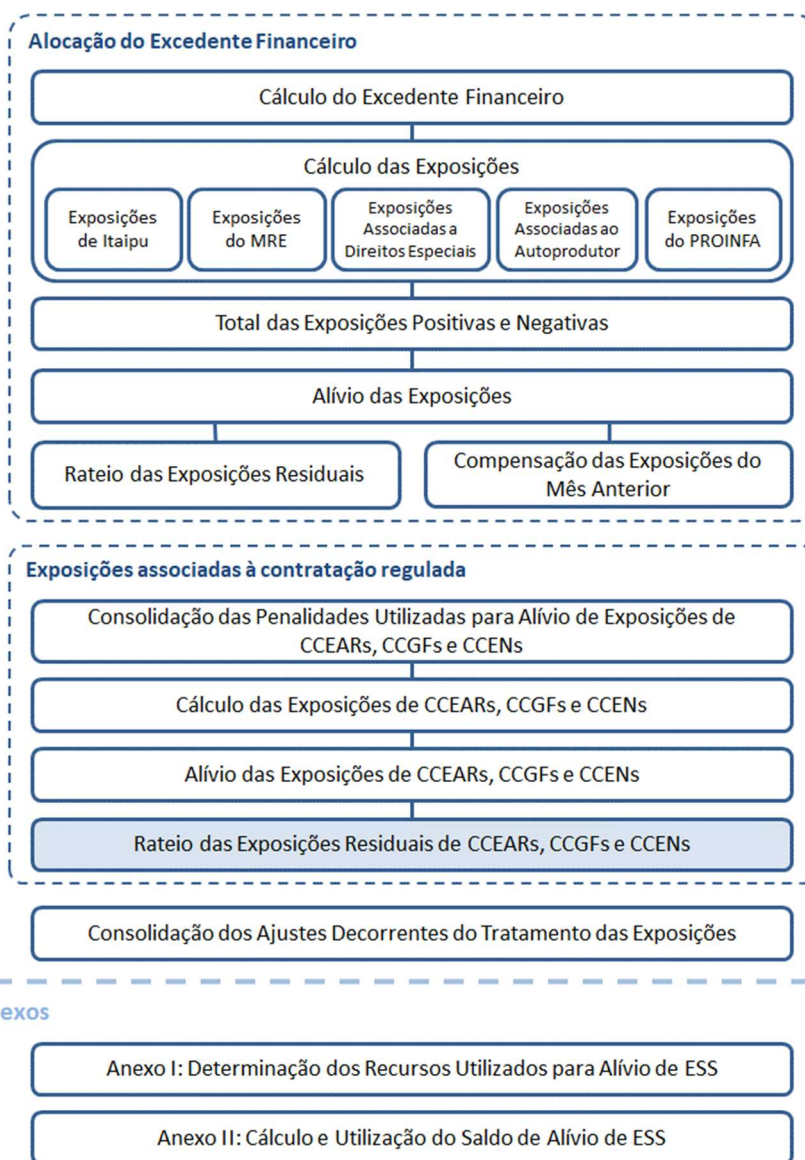 Alocação do Excedente Financeiro
Cálculo do Excedente Financeiro
Cálculo das Exposições
Exposições
de Itaipu
Exposições
do MRE
Exposições
Associadas a
Direitos Especiais
Exposições
Associadas ao
Autoprodutor
Exposições
do PROINFA
Total das Exposições Positivas e Negativas
Alívio das Exposições
Rateio das Exposições Residuais
Compensação das Exposições do
Mês Anterior
Exposições associadas à contratação regulada
Consolidação das Penalidades Utilizadas para Alívio de Exposições de
CCEARs, CCGFs e CCENs
Cálculo das Exposições de CCEARs, CCGFs e CCENs
Alívio das Exposições de CCEARs, CCGFs e CCENs
Rateio das Exposições Residuais de CCEARs, CCGFs e CCENs
Consolidação dos Ajustes Decorrentes do Tratamento das Exposições
exos
Anexo I: Determinação dos Recursos Utilizados para Alívio de ESS
Anexo II: Cálculo e Utilização do Saldo de Alívio de ESS